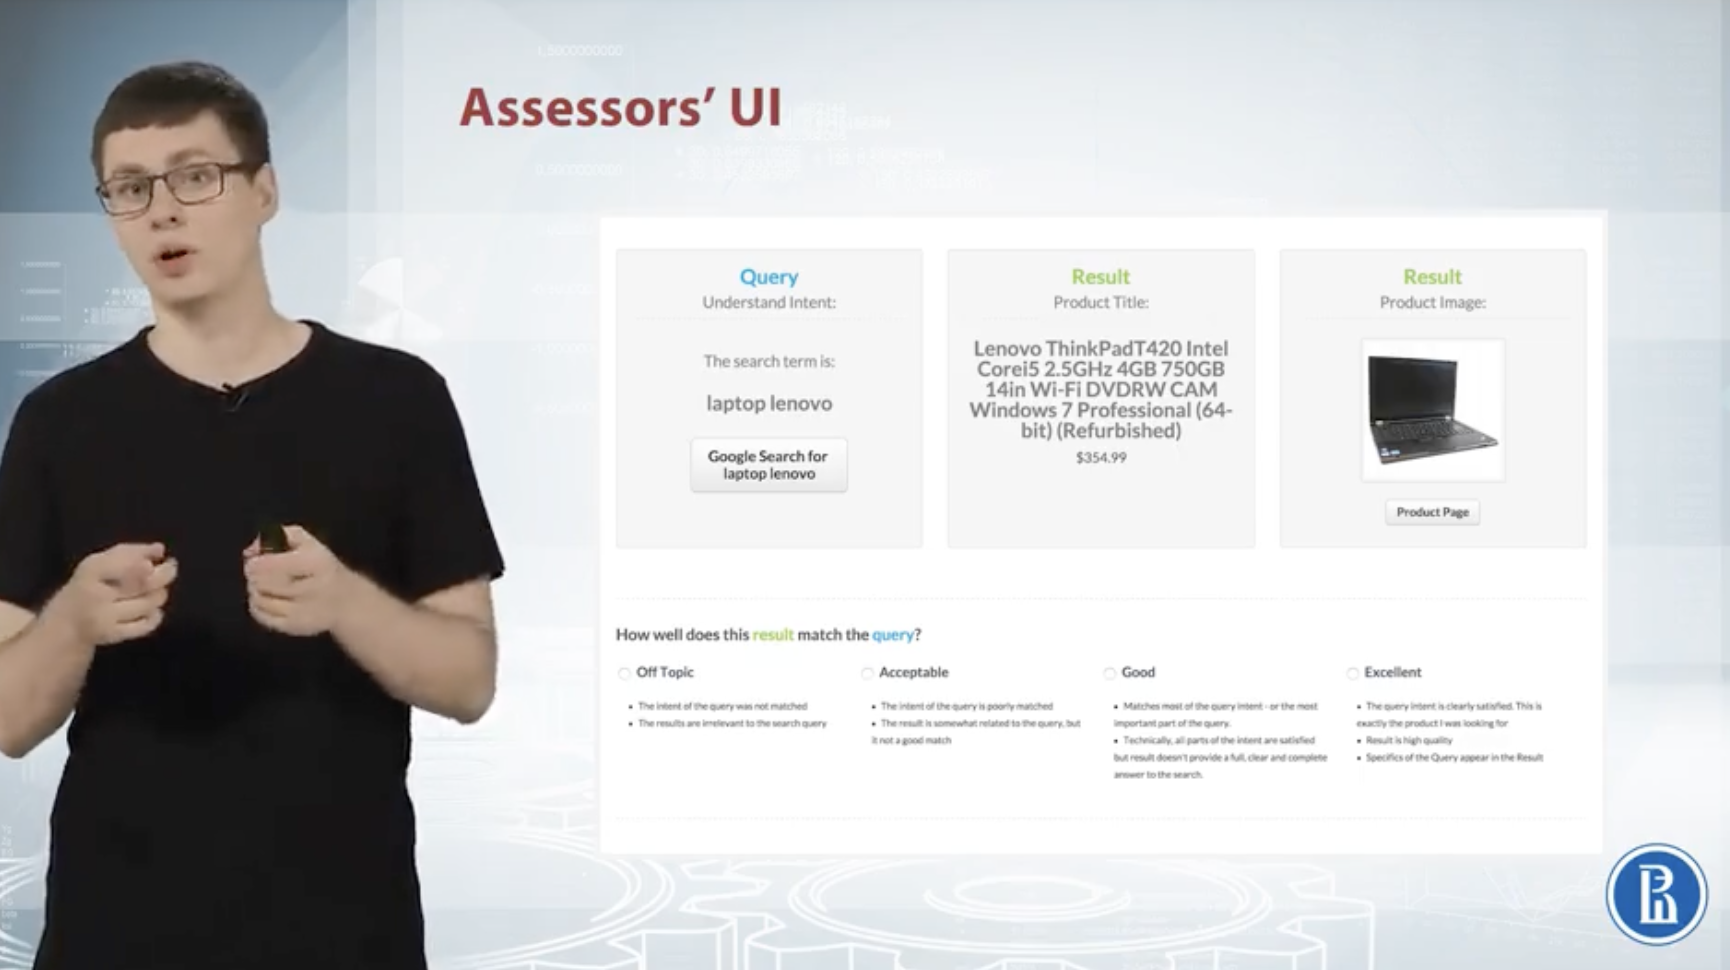 Assessors' UI
Query
Understand Intent:
The search term is:
laptop lenovo
Google Search for
laptop lenovo
Result
Product Title:
Lenovo ThinkPadT420 Intel
Corei5 2.5GHz 4GB 750GB
14in Wi-Fi DVDRW CAM
Windows 7 Professional (64-
bit) (Refurbished)
$354.99
Result
Product Image:
Product Page
How well does this result match the query?
Off Topic
• The intent of the query was not matched
• The results are irrelevant to the search query
Acceptable
• The intent of the query is poorly matched
• The result is somewhat related to the query, but
it not a good match
Good
• Matches most of the query intent - or the most
important part of the query.
• Technically, all parts of the intent are satisfied
but result doesn't provide a full, clear and complete
answer to the search.
Excellent
• The query intent is clearly satisfied. This is
exactly the product I was looking for
• Result is high quality
• Specifics of the Query appear in the Result